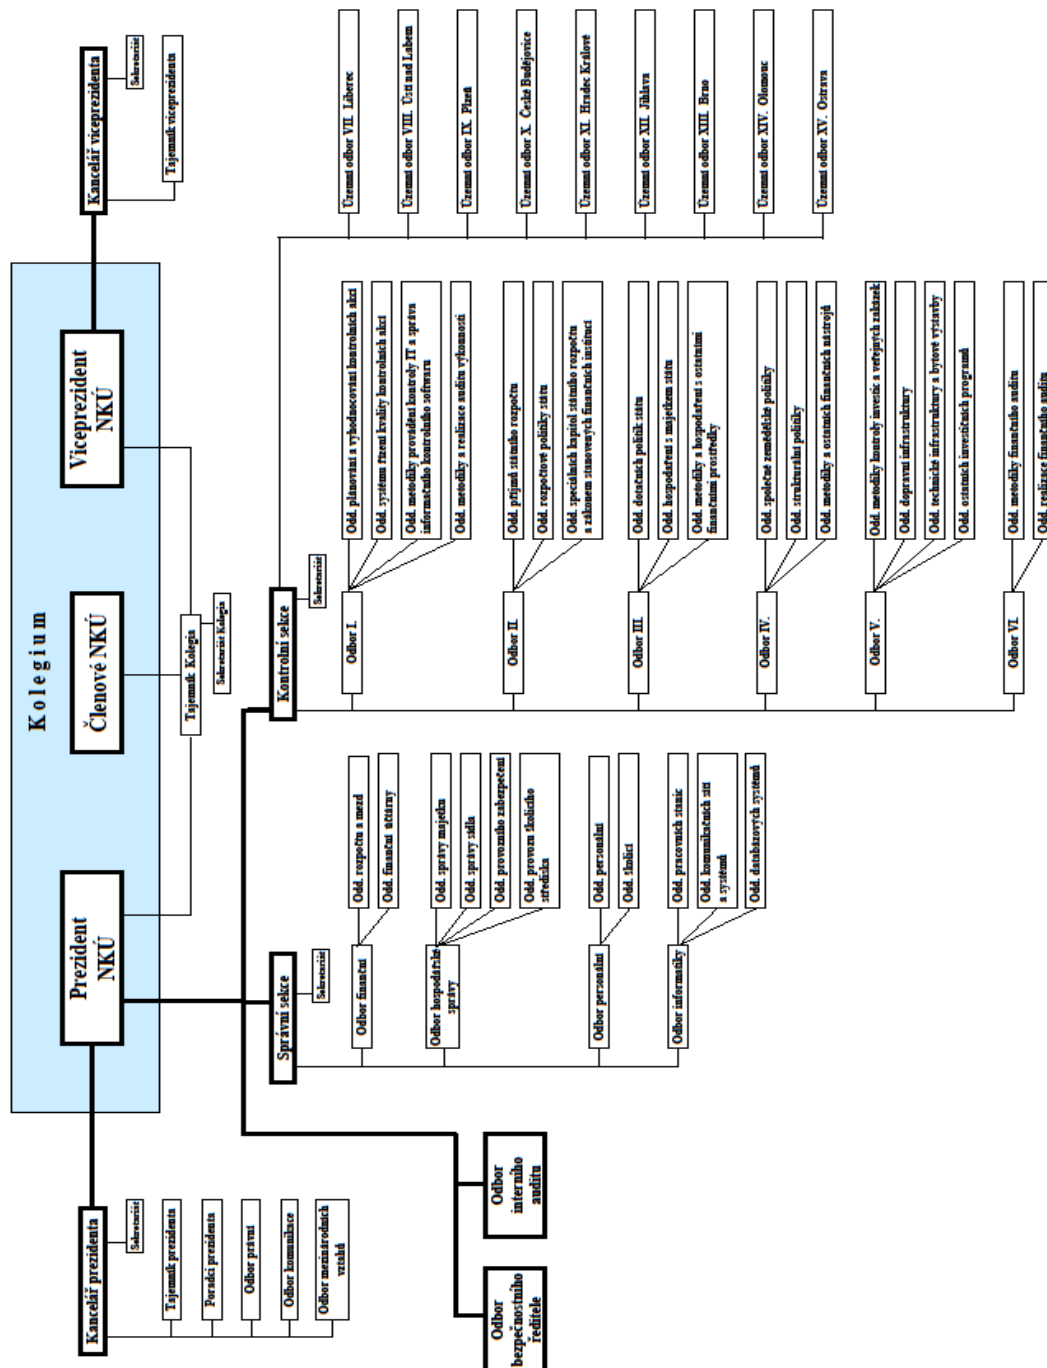 Kolegium
Prezident
NKÚ
Členové NKÚ
Viceprezident
NKÚ
Tajemník Kolegia
Sekretariát Kolegia
Kancelář prezidenta
Sekretariát
Tajemník prezidenta
Poradci prezidenta
Odbor právní
Odbor komunikace
Odbor mezinárodních
vztahů
Kancelář viceprezidenta
Sekretariát
Tajemník viceprezidenta
Odbor
bezpečnostního
ředitele
Odbor
interního
auditu
Správní sekce
Sekretariát
Odbor finanční
Odd. rozpočtu a mezd
Odd. finanční účtárny
Odbor hospodářské
správy
Odd. správy majetku
Odd. správy sídla
Odd. provozního zabezpečení
Odd. provozu školicího
střediska
Odbor personální
Odd. personální
Odd. školicí
Odbor informatiky
Odd. pracovních stanic
Odd. komunikačních sítí
a systémů
Odd. databázových systémů
Kontrolní sekce
Sekretariát
Odbor I.
Odd. plánování a vyhodnocování kontrolních akcí
Odd. systému řízení kvality kontrolních akcí
Odd. metodiky provádění kontroly IT a správa
informačního kontrolního softwaru
Odd. metodiky a realizace auditu výkonnosti
Odbor II.
Odd. příjmů státního rozpočtu
Odd. rozpočtové politiky státu
Odd. speciálních kapitol státního rozpočtu
a zákonem stanovených finančních institucí
Odbor III.
Odd. dotačních politik státu
Odd. hospodaření s majetkem státu
Odd. metodiky a hospodaření s ostatními
finančními prostředky
Odbor IV.
Odd. společné zemědělské politiky
Odd. strukturální politiky
Odd. metodiky a ostatních finančních nástrojů
Odbor V.
Odd. metodiky kontroly investic a veřejných zakázek
Odd. dopravní infrastruktury
Odd. technické infrastruktury a bytové výstavby
Odd. ostatních investičních programů
Odbor VI.
Odd. metodiky finančního auditu
Odd. realizace finančního auditu
Územní odbor VII. Liberec
Územní odbor VIII. Ústí nad Labem
Územní odbor IX. Plzeň
Územní odbor X. České Budějovice
Územní odbor XI. Hradec Králové
Územní odbor XII. Jihlava
Územní odbor XIII. Brno
Územní odbor XIV. Olomouc
Územní odbor XV. Ostrava